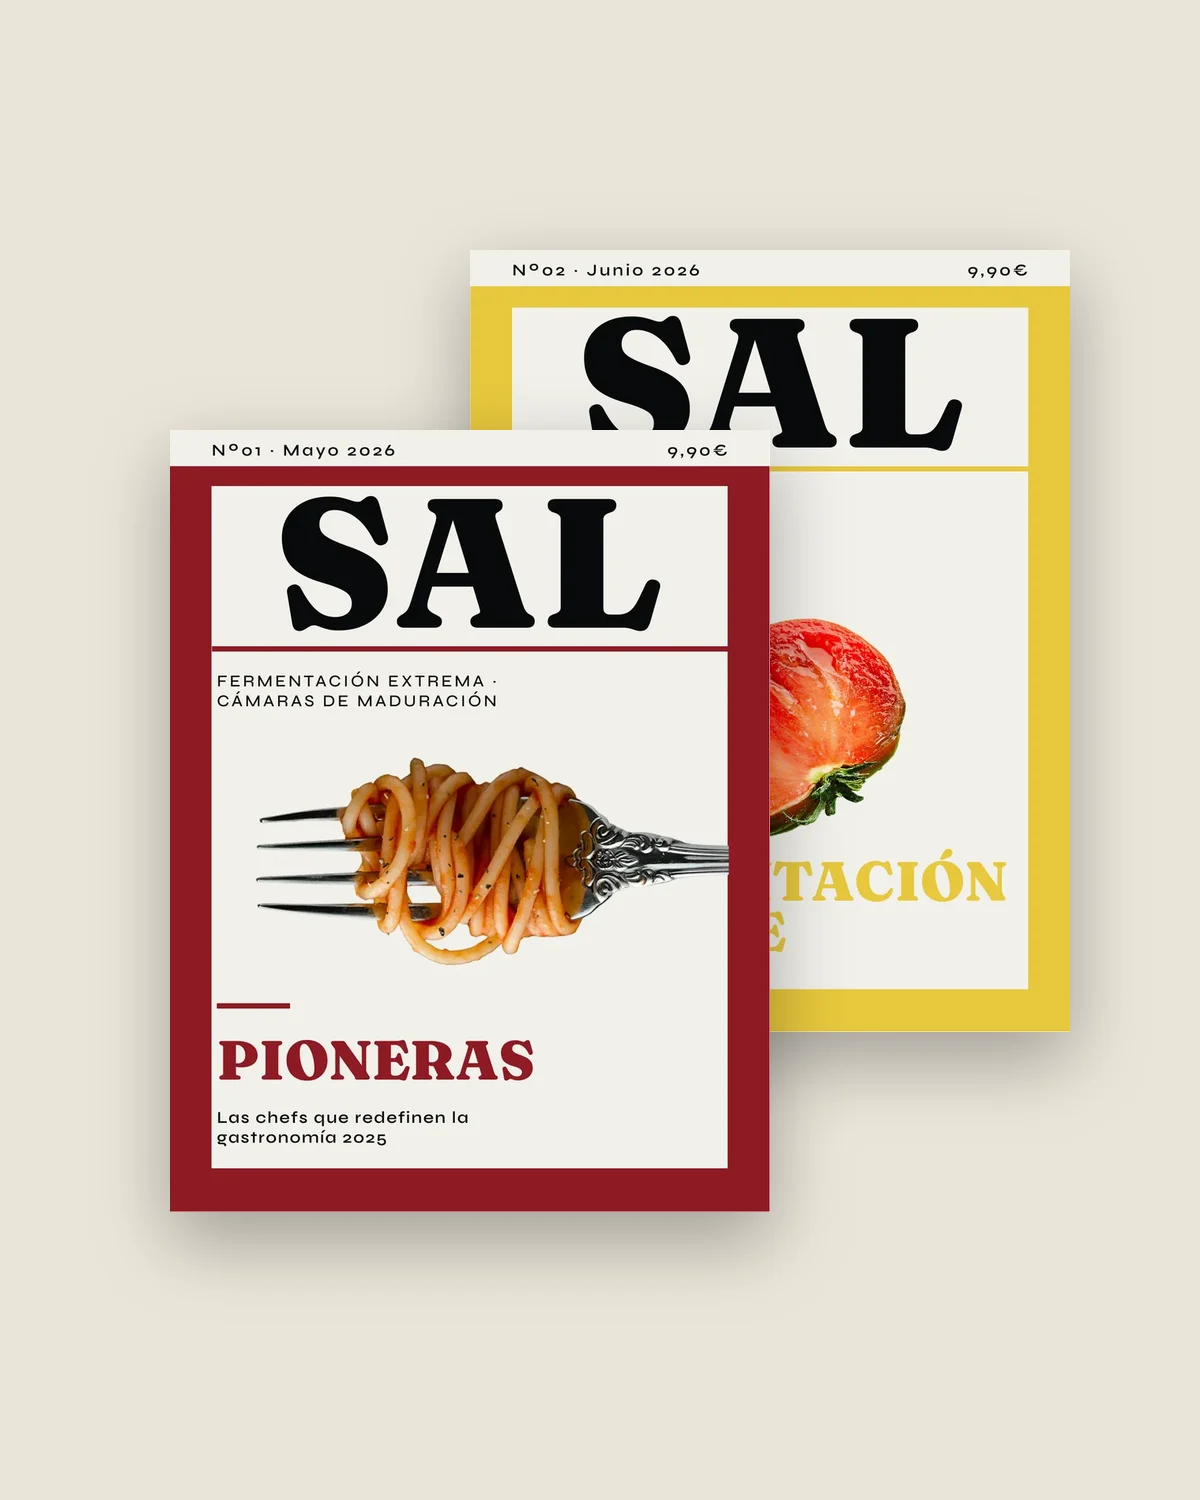 Nº02 · Junio 2026
9,90€
SAL
Nº01 · Mayo 2026
9,90€
SAL
FERMENTACIÓN EXTREMA ·
CÁMARAS DE MADURACIÓN
TACIÓN
E
PIONERAS
Las chefs que redefinen la
gastronomía 2025